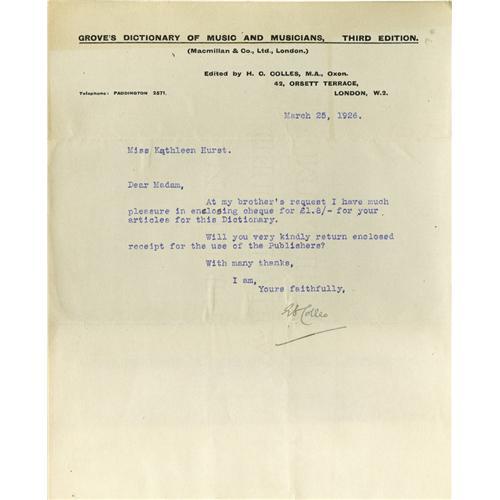 GROVE'S DICTIONARY OF MUSIC AND MUSICIANS, THIRD EDITION.
(Macmillan & Co., Ltd., London.)
Edited by H. C. COLLES, M.A., Oxon.
42, ORSETT TERRACE,
Telephone: PADDINGTON 2571. LONDON, W.2.
March 25, 1926.
Miss Kathleen Hurst.
Dear Madam,
At my brother's request I have much
pleasure in enclosing cheque for £1.8/- for your
articles for this Dictionary.
Will you very kindly return enclosed
receipt for the use of the Publishers?
With many thanks,
I am,
Yours faithfully,
Colles